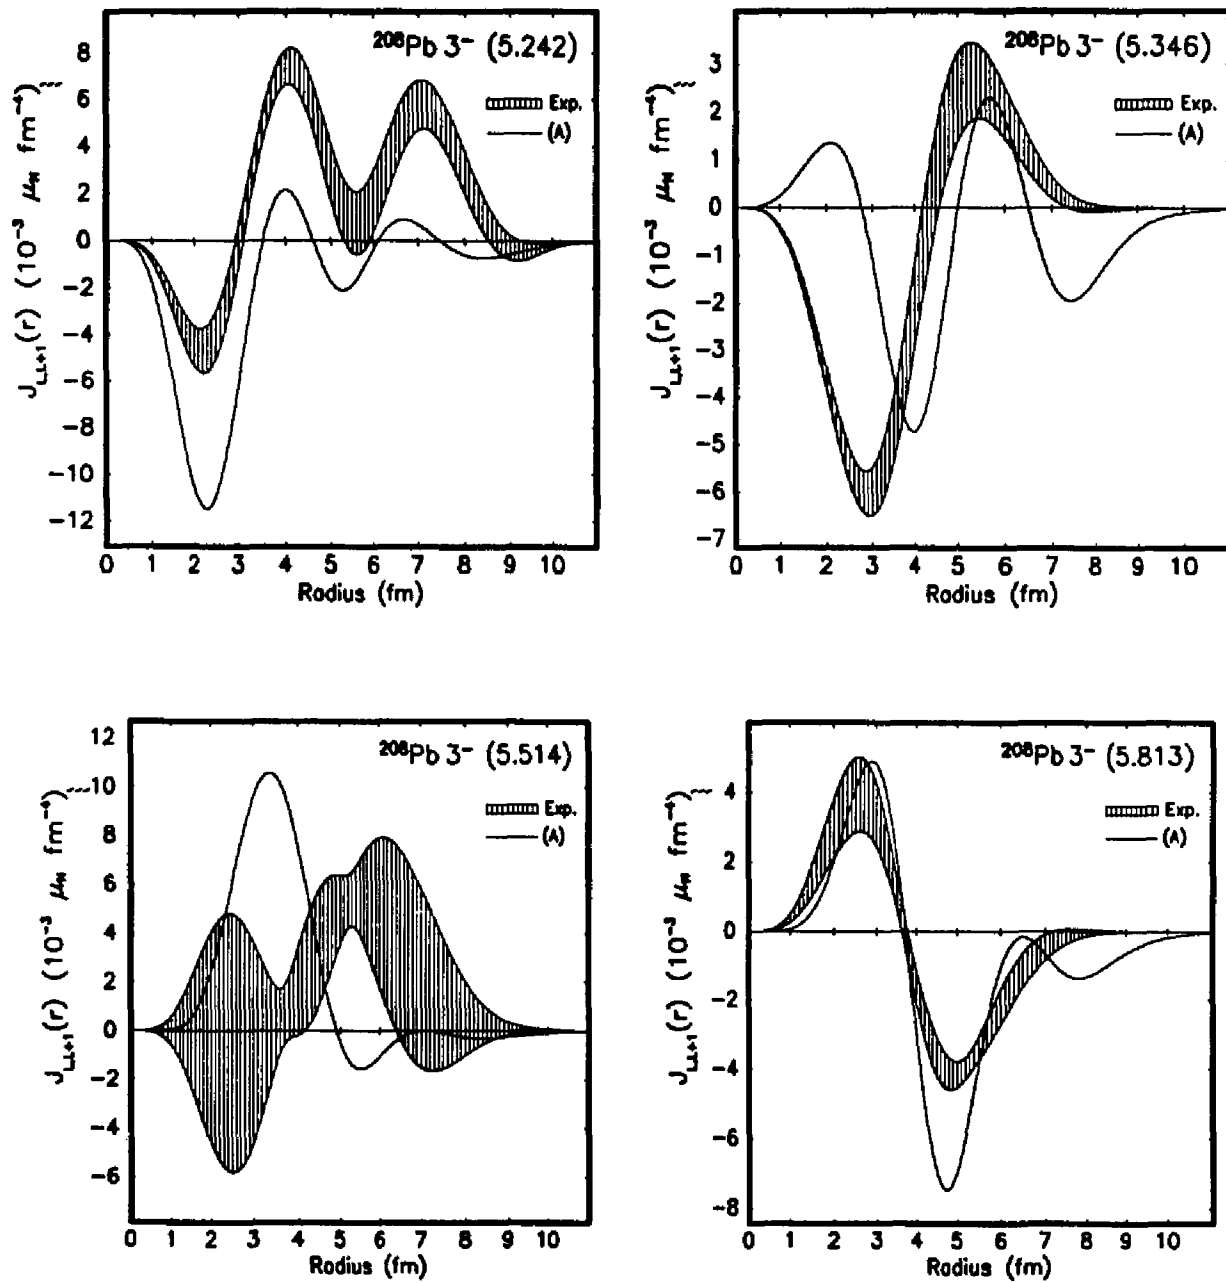 ²⁰⁸Pb 3⁻ (5.242)
Exp.
(A)
8
6
4
2
0
−2
−4
−6
−8
−10
−12
J_{L,L+1}(r) (10⁻³ μ_N fm⁻⁴)
0 1 2 3 4 5 6 7 8 9 10
Radius (fm)
²⁰⁸Pb 3⁻ (5.346)
Exp.
(A)
3
2
1
0
−1
−2
−3
−4
−5
−6
−7
J_{L,L+1}(r) (10⁻³ μ_N fm⁻⁴)
0 1 2 3 4 5 6 7 8 9 10
Radius (fm)
²⁰⁸Pb 3⁻ (5.514)
Exp.
(A)
12
10
8
6
4
2
0
−2
−4
−6
J_{L,L+1}(r) (10⁻³ μ_N fm⁻⁴)
0 1 2 3 4 5 6 7 8 9 10
Radius (fm)
²⁰⁸Pb 3⁻ (5.813)
Exp.
(A)
4
2
0
−2
−4
−6
−8
J_{L,L+1}(r) (10⁻³ μ_N fm⁻⁴)
0 1 2 3 4 5 6 7 8 9 10
Radius (fm)